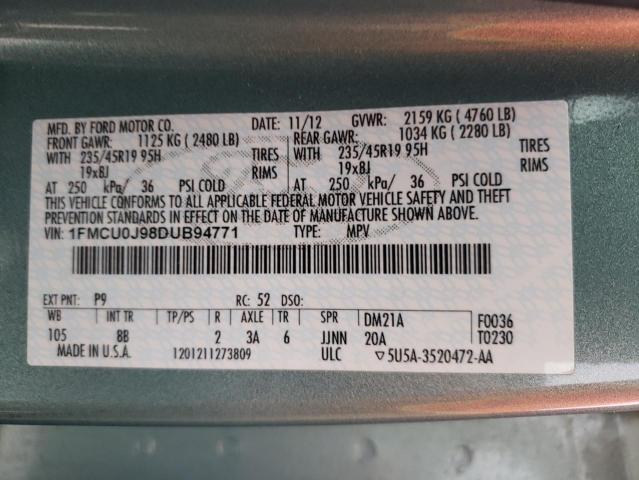 MFD. BY FORD MOTOR CO. DATE: 11/12 GVWR: 2159 KG ( 4760 LB)
FRONT GAWR: 1125 KG ( 2480 LB) REAR GAWR: 1034 KG ( 2280 LB)
WITH 235/45R19 95H TIRES WITH 235/45R19 95H TIRES
19x8J RIMS 19x8J RIMS
AT 250 kPa/ 36 PSI COLD AT 250 kPa/ 36 PSI COLD
THIS VEHICLE CONFORMS TO ALL APPLICABLE FEDERAL MOTOR VEHICLE SAFETY AND THEFT
PREVENTION STANDARDS IN EFFECT ON THE DATE OF MANUFACTURE SHOWN ABOVE.
VIN: 1FMCU0J98DUB94771 TYPE: MPV
EXT PNT: P9 RC: 52 DSO:
WB INT TR TP/PS R AXLE TR SPR DM21A F0036
105 8B 2 3A 6 JJNN 20A T0230
MADE IN U.S.A. 1201211273809 ULC ▽5U5A-3520472-AA